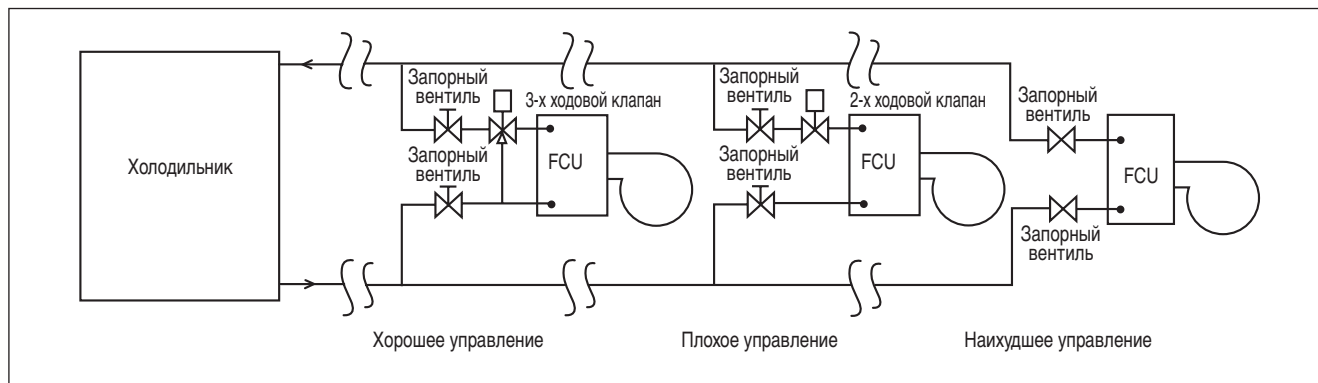 Холодильник
Запорный
вентиль
3-х ходовой клапан
Запорный
вентиль
FCU
Запорный
вентиль
2-х ходовой клапан
Запорный
вентиль
FCU
Запорный
вентиль
FCU
Запорный
вентиль
Хорошее управление
Плохое управление
Наихудшее управление